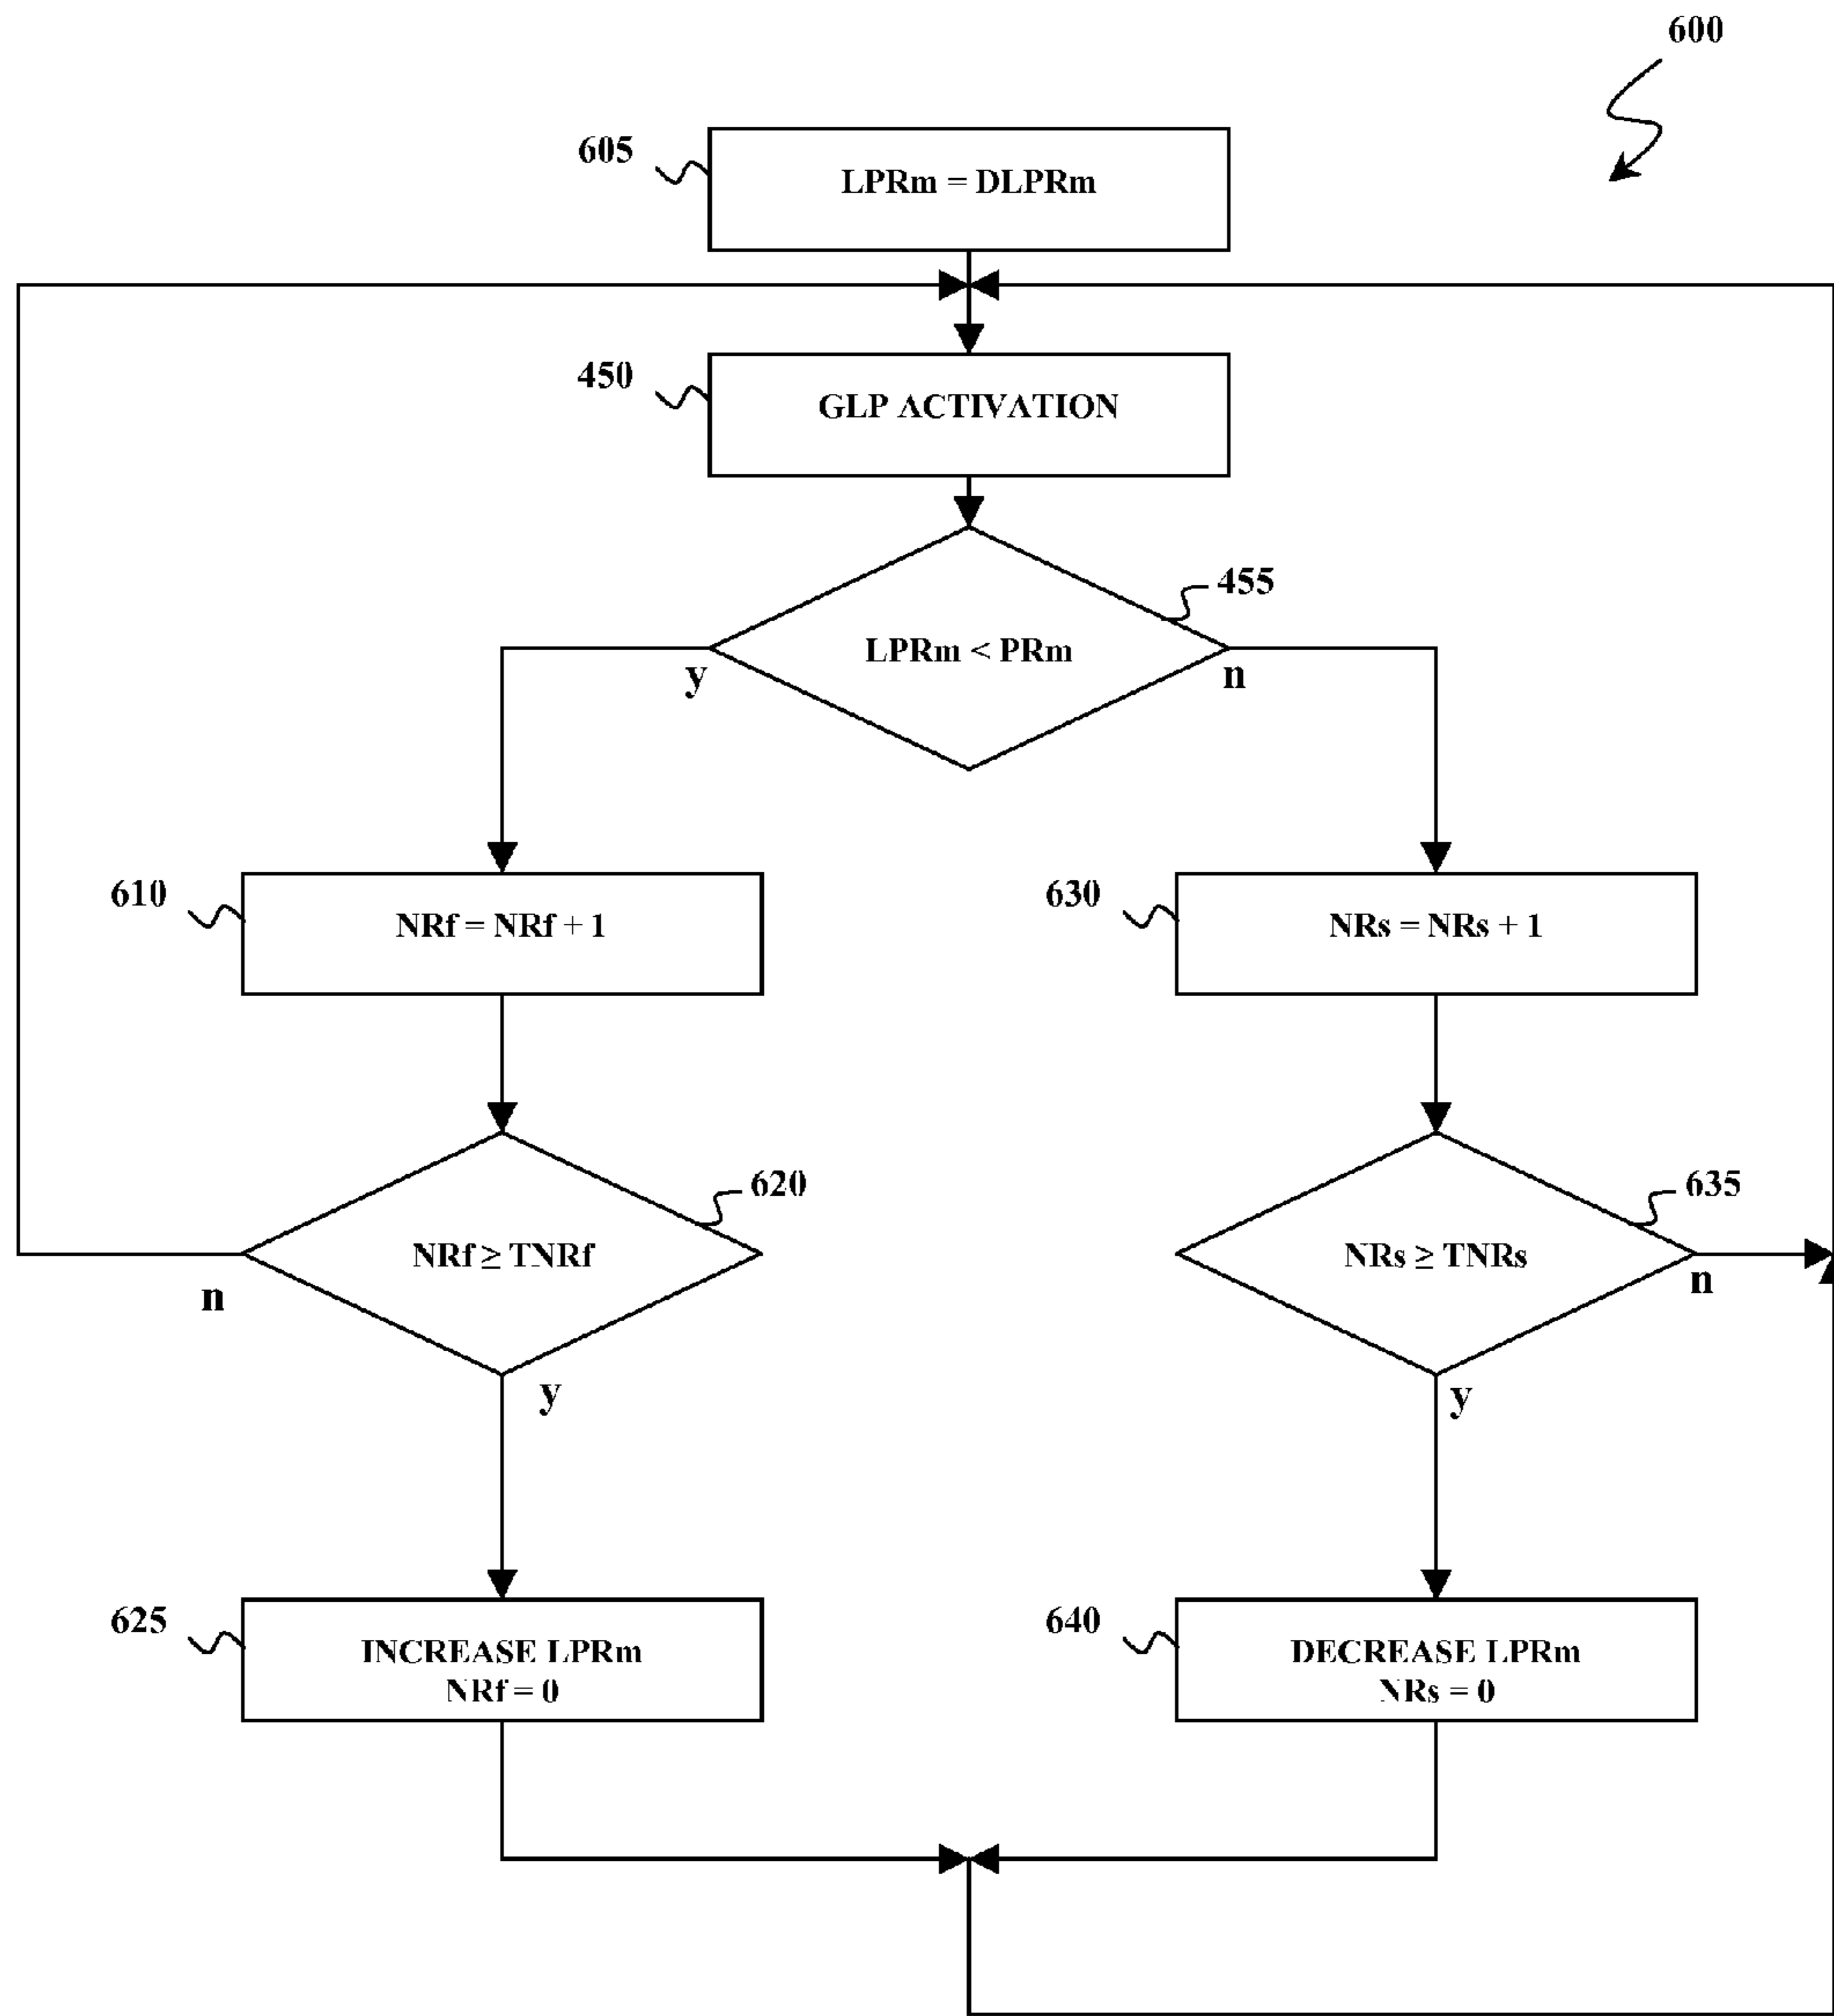 600
605
LPRm = DLPRm
450
GLP ACTIVATION
455
LPRm < PRm
y
n
610
NRf = NRf + 1
630
NRs = NRs + 1
620
NRf ≥ TNRf
n
y
635
NRs ≥ TNRs
n
y
625
INCREASE LPRm
NRf = 0
640
DECREASE LPRm
NRs = 0